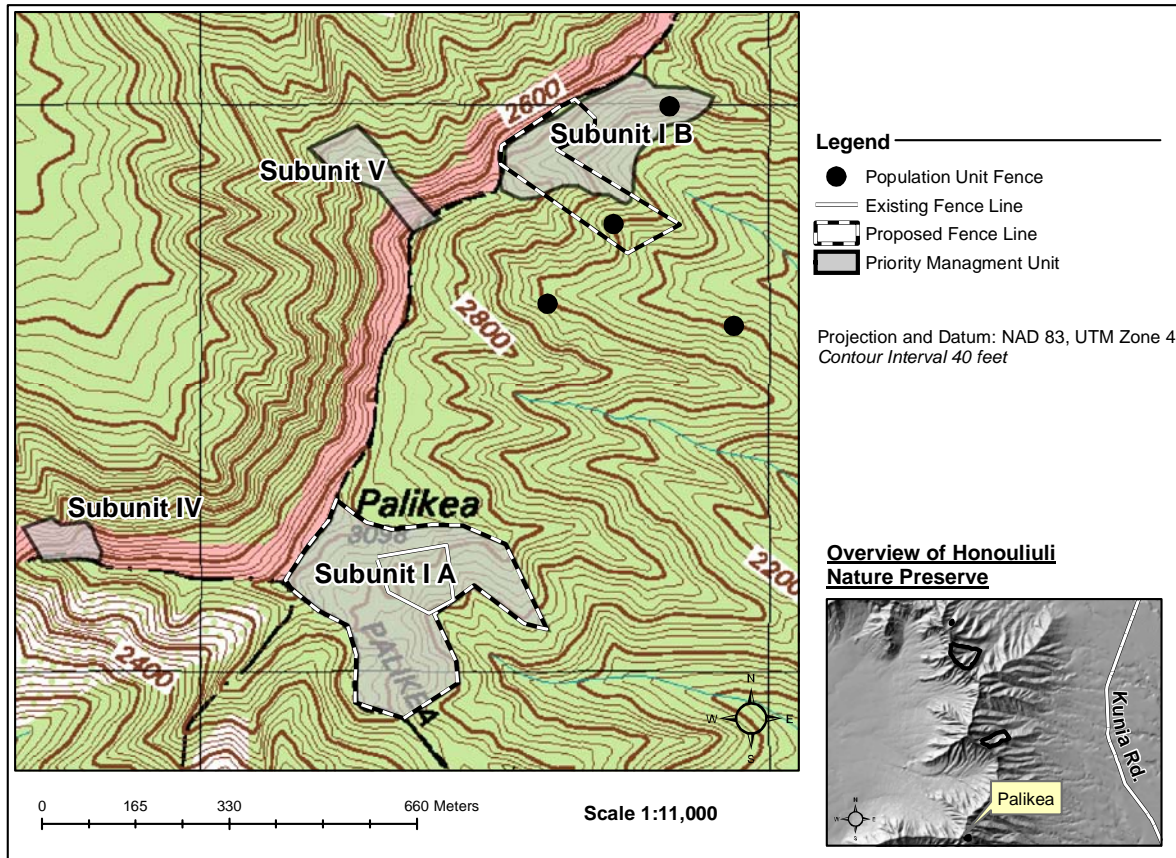 2600
Subunit I B
Subunit V
2800
Subunit IV
Palikea
3098
Subunit I A
2200
2400
PALIKEA
N
W
E
S
Legend
Population Unit Fence
Existing Fence Line
Proposed Fence Line
Priority Managment Unit
Projection and Datum: NAD 83, UTM Zone 4
Contour Interval 40 feet
Overview of Honouliuli
Nature Preserve
Kunia Rd.
Palikea
N
W
E
S
0 165 330 660 Meters
Scale 1:11,000